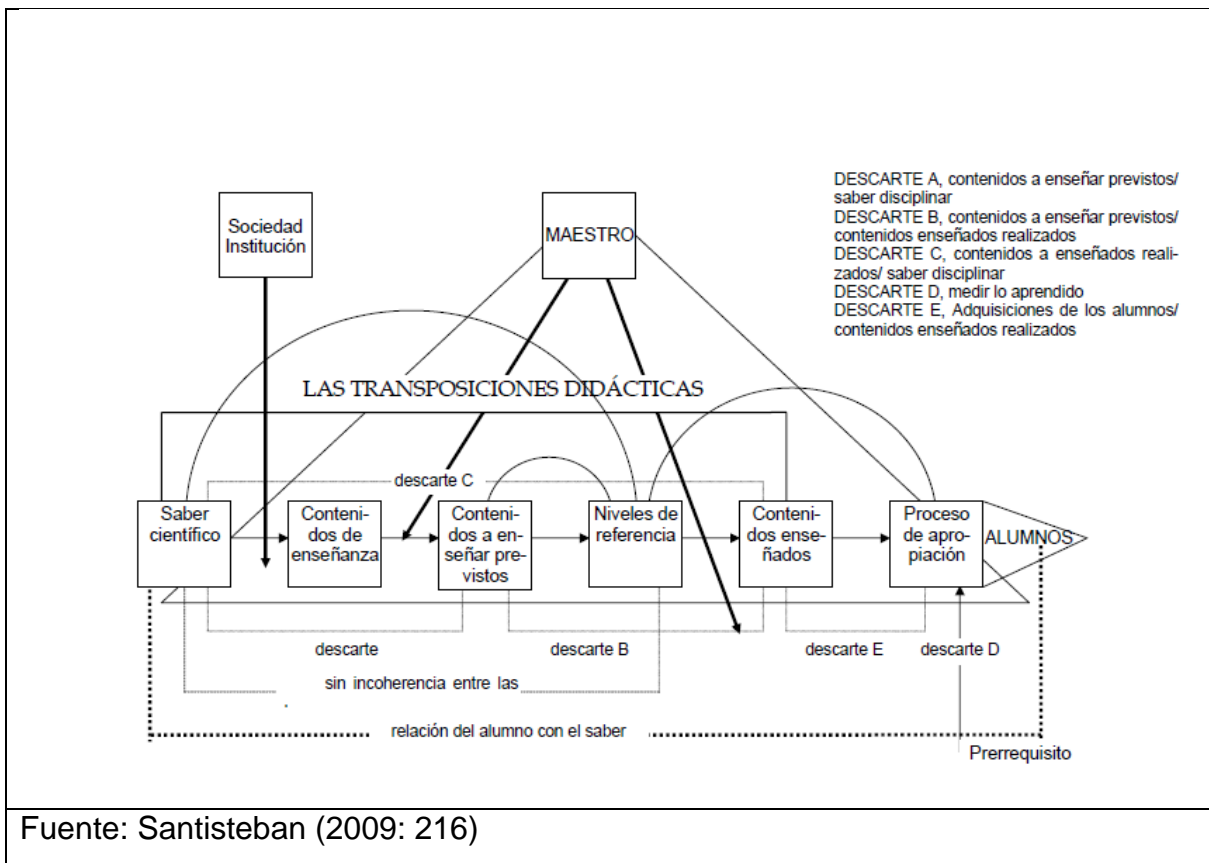 Sociedad
Institución
MAESTRO
DESCARTE A, contenidos a enseñar previstos/
saber disciplinar
DESCARTE B, contenidos a enseñar previstos/
contenidos enseñados realizados
DESCARTE C, contenidos a enseñados reali-
zados/ saber disciplinar
DESCARTE D, medir lo aprendido
DESCARTE E, Adquisiciones de los alumnos/
contenidos enseñados realizados
LAS TRANSPOSICIONES DIDÁCTICAS
descarte C
Saber
científico
Conteni-
dos de
enseñanza
Conteni-
dos a en-
señar pre-
vistos
Niveles de
referencia
Conteni-
dos ense-
ñados
Proceso
de apro-
piación
ALUMNOS
descarte
descarte B
descarte E
descarte D
sin incoherencia entre las
relación del alumno con el saber
Prerrequisito
Fuente: Santisteban (2009: 216)